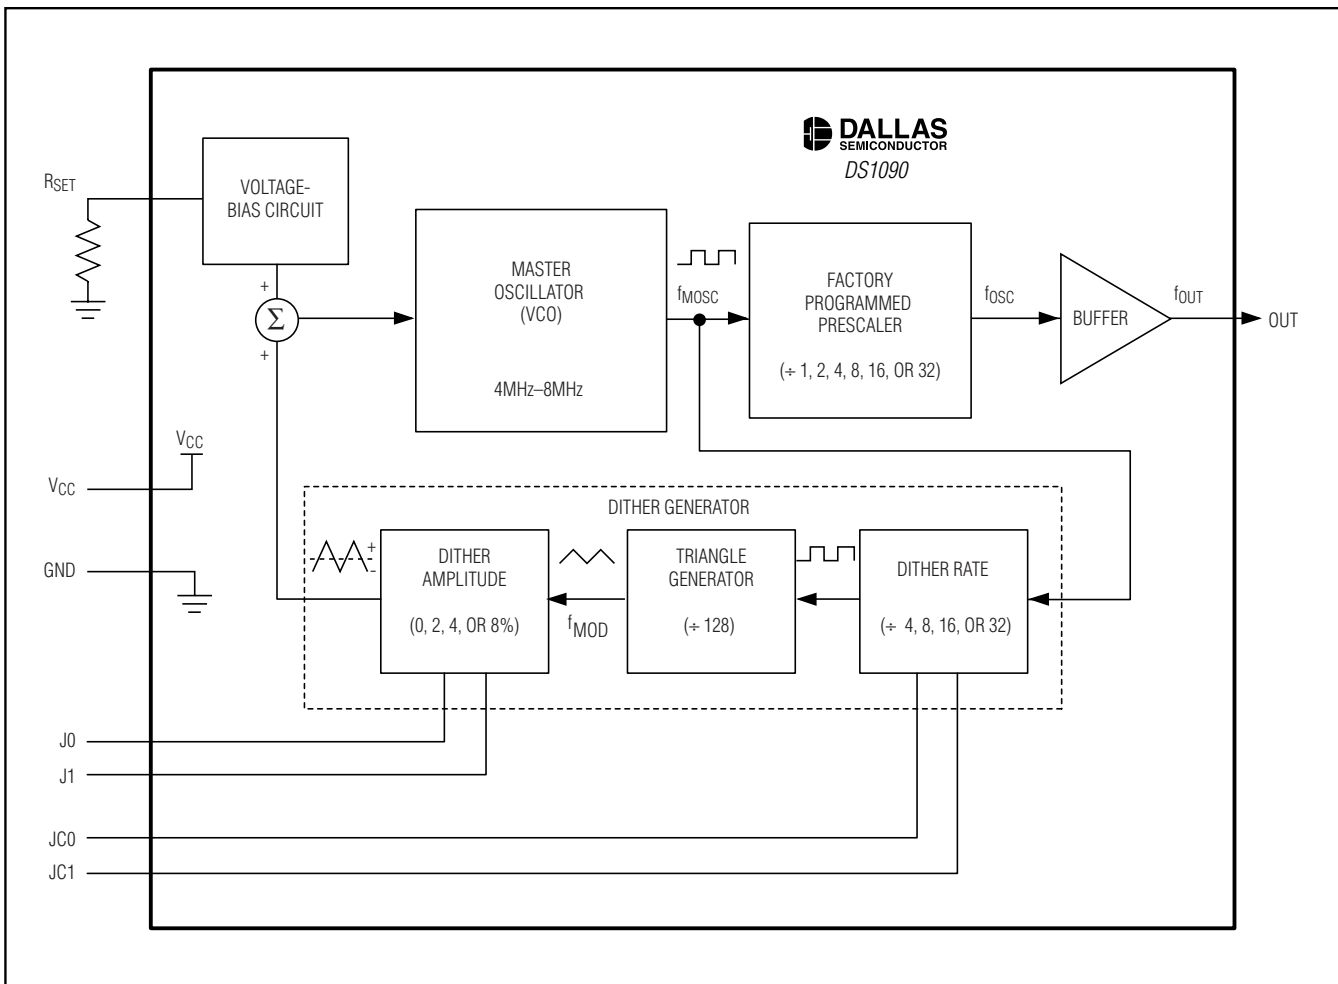 DALLAS
SEMICONDUCTOR
DS1090
RSET
VOLTAGE-
BIAS CIRCUIT
+
Σ
+
MASTER
OSCILLATOR
(VCO)
4MHz–8MHz
fMOSC
FACTORY
PROGRAMMED
PRESCALER
(÷ 1, 2, 4, 8, 16, OR 32)
fOSC
BUFFER
fOUT
OUT
VCC
VCC
GND
DITHER GENERATOR
+
-
DITHER
AMPLITUDE
(0, 2, 4, OR 8%)
fMOD
TRIANGLE
GENERATOR
(÷ 128)
DITHER RATE
(÷ 4, 8, 16, OR 32)
J0
J1
JC0
JC1